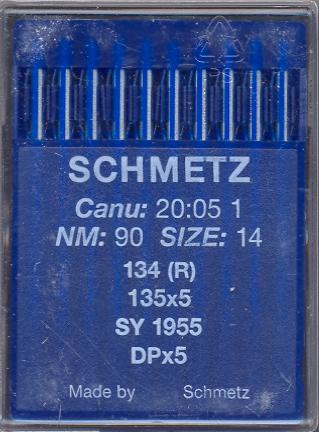 SCHMETZ
Canu: 20:05 1
NM: 90 SIZE: 14
134 (R)
135x5
SY 1955
DPx5
Made by Schmetz